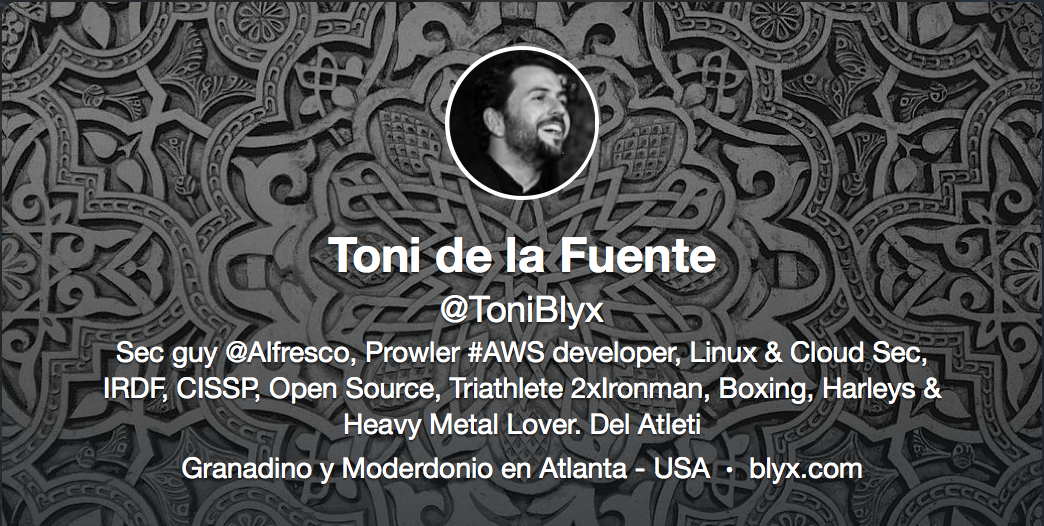 Toni de la Fuente
@ToniBlyx
Sec guy @Alfresco, Prowler #AWS developer, Linux & Cloud Sec,
IRDF, CISSP, Open Source, Triathlete 2xIronman, Boxing, Harleys &
Heavy Metal Lover. Del Atleti
Granadino y Moderdonio en Atlanta - USA · blyx.com